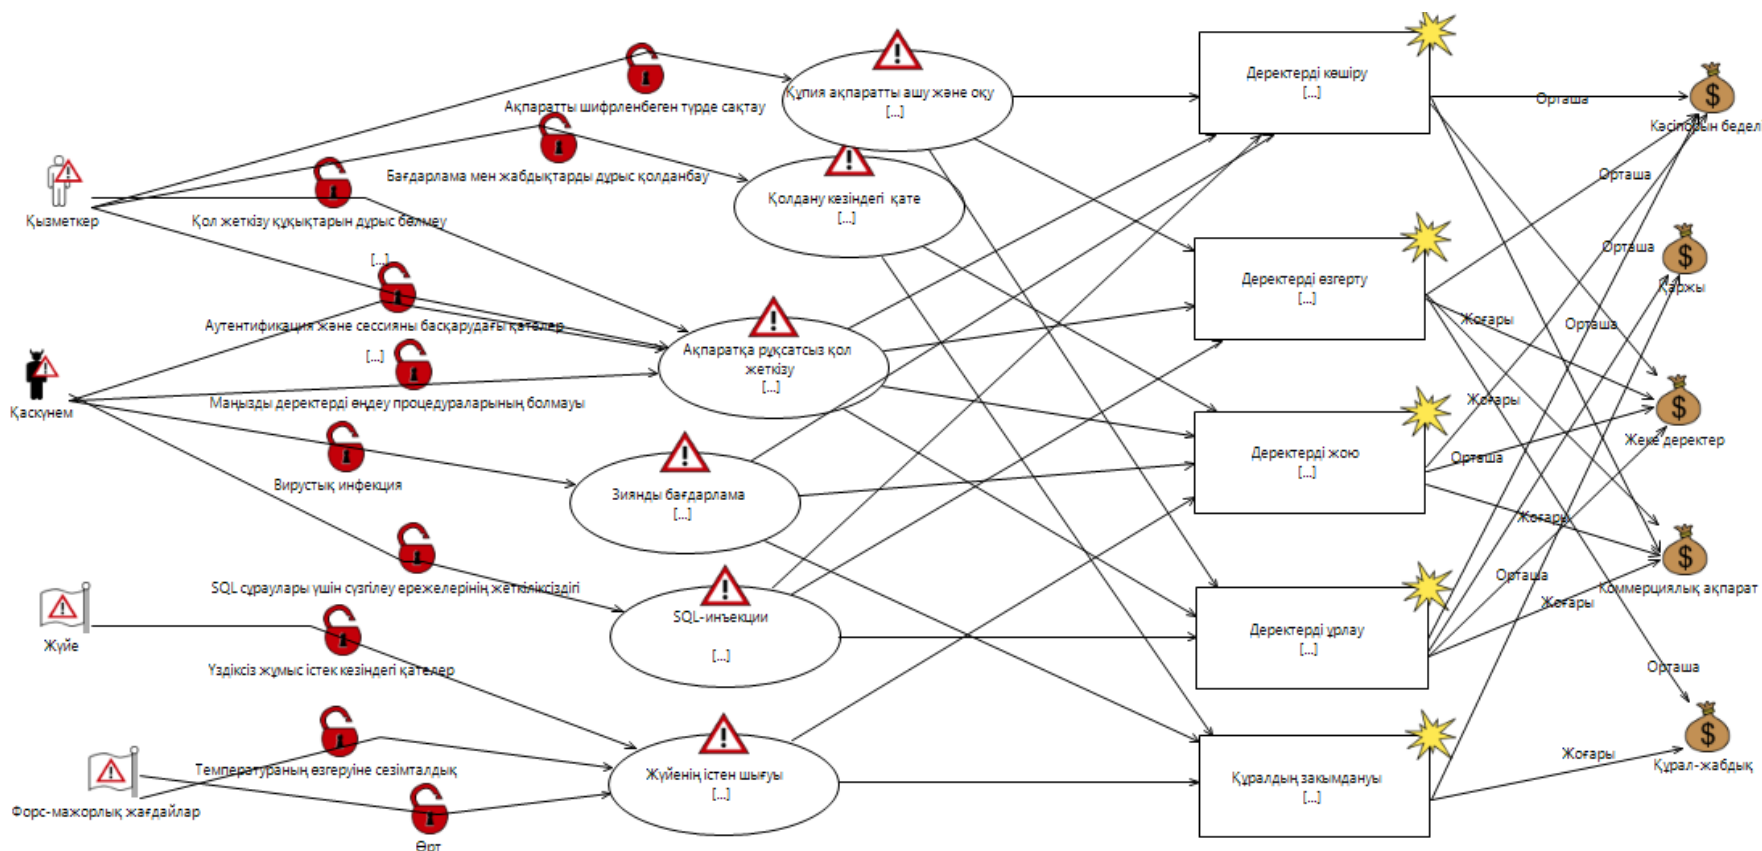 Ақпаратты шифрленбеген түрде сақтау
Құпия ақпаратты ашу және оқу
[...]
Деректерді көшіру
[...]
Орташа
Кәсіпорын бедел
Бағдарлама мен жабдықтарды дұрыс қолданбау
Қолдану кезіндегі қате
[...]
Орташа
Қызметкер
Қол жеткізу құқықтарын дұрыс бөлмеу
[...]
Орташа
Қаржы
Деректерді өзгерту
[...]
Аутентификация және сессияны басқарудағы қателер
[...]
Жоғары
Орташа
Ақпаратқа рұқсатсыз қол
жеткізу
[...]
Қаскүнем
Маңызды деректерді өңдеу процедураларының болмауы
Жоғары
Жеке деректер
Деректерді жою
[...]
Орташа
Вирустық инфекция
Зиянды бағдарлама
[...]
Жоғары
SQL сұраулары үшін сүзгілеу ережелерінің жеткіліксіздігі
SQL-инъекции
[...]
Орташа
Коммерциялық ақпарат
Жоғары
Деректерді ұрлау
[...]
Жүйе
Үздіксіз жұмыс істек кезіндегі қателер
Орташа
Температураның өзгеруіне сезімталдық
Жүйенің істен шығуы
[...]
Құралдың закымдануы
[...]
Жоғары
Құрал-жабдық
Форс-мажорлық жағдайлар
Өрт